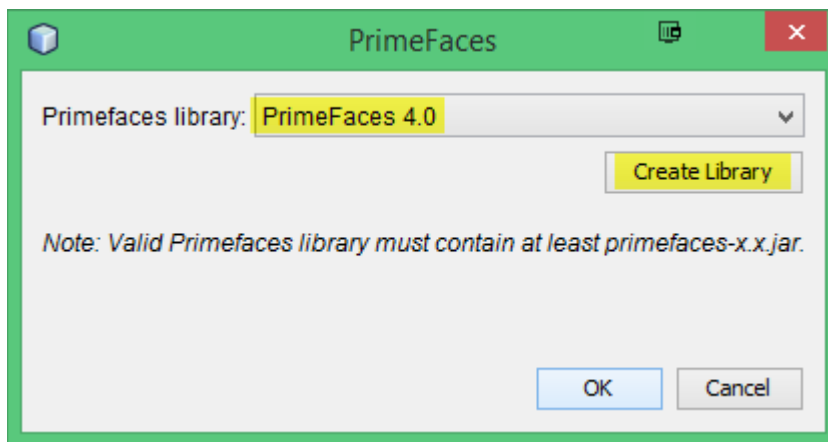 PrimeFaces
Primefaces library: PrimeFaces 4.0
Create Library
Note: Valid Primefaces library must contain at least primefaces-x.x.jar.
OK Cancel